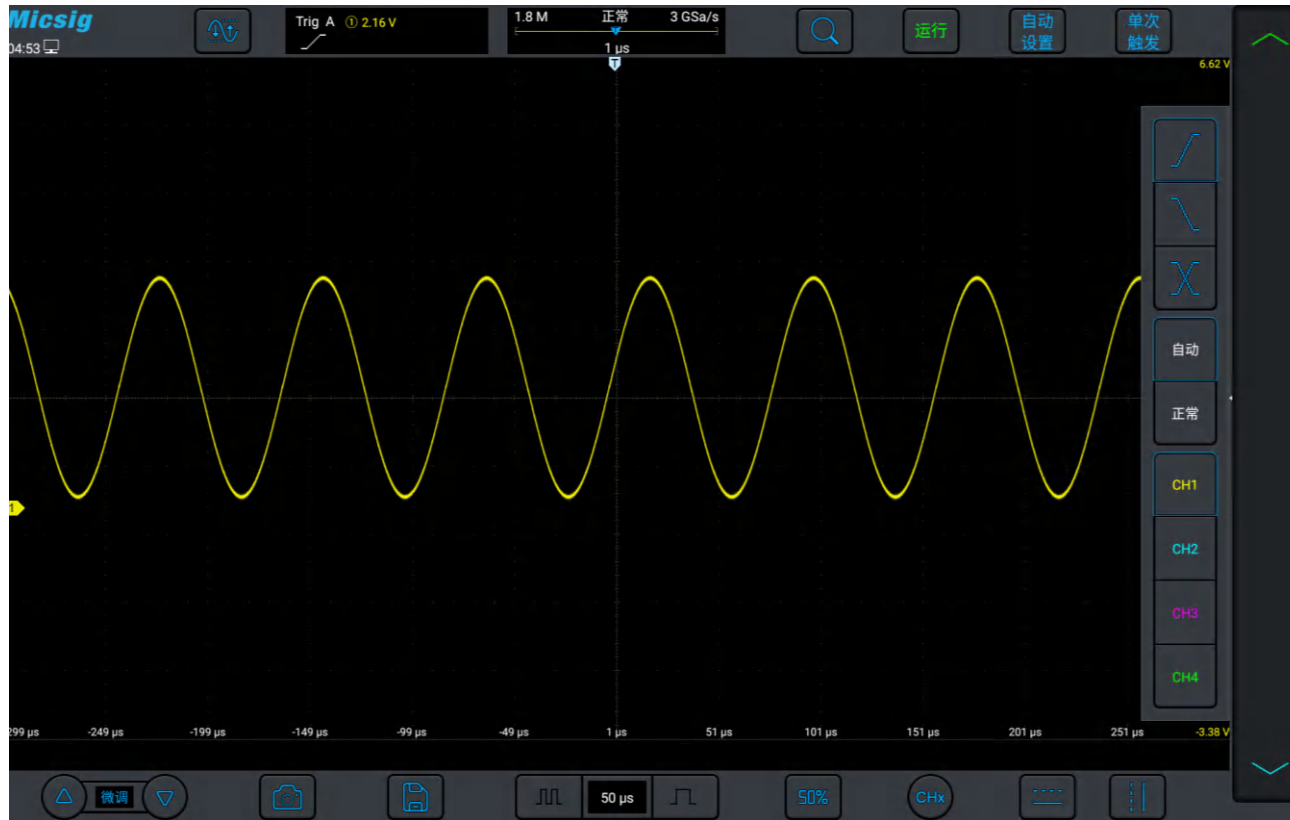 Micsig
04:53
Trig A ① 2.16 V
1.8 M 正常 3 GSa/s
1 µs
运行
自动
设置
单次
触发
T
6.62 V
自动
正常
CH1
CH2
CH3
CH4
1
299 µs -249 µs -199 µs -149 µs -99 µs -49 µs 1 µs 51 µs 101 µs 151 µs 201 µs 251 µs -3.38 V
微调
50 µs
50%
CHx